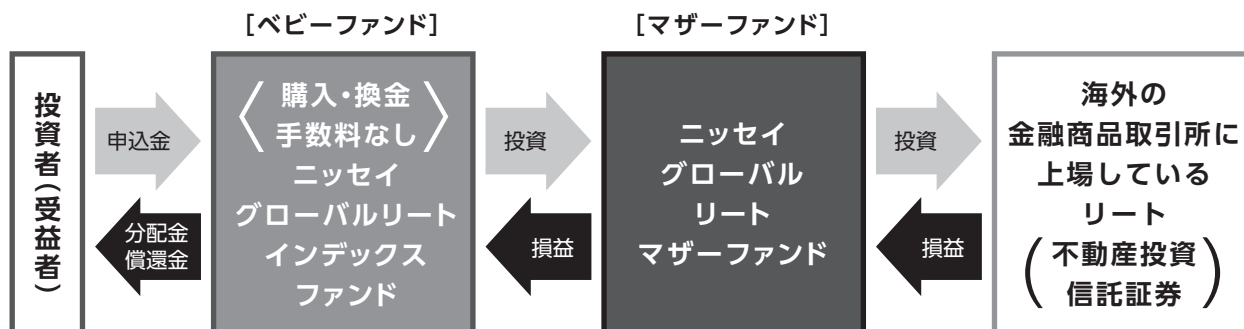 [ベビーファンド]
[マザーファンド]
投資者(受益者)
申込金
分配金
償還金
〈購入・換金
手数料なし〉
ニッセイ
グローバルリート
インデックス
ファンド
投資
損益
ニッセイ
グローバル
リート
マザーファンド
投資
損益
海外の
金融商品取引所に
上場している
リート
(不動産投資
信託証券)